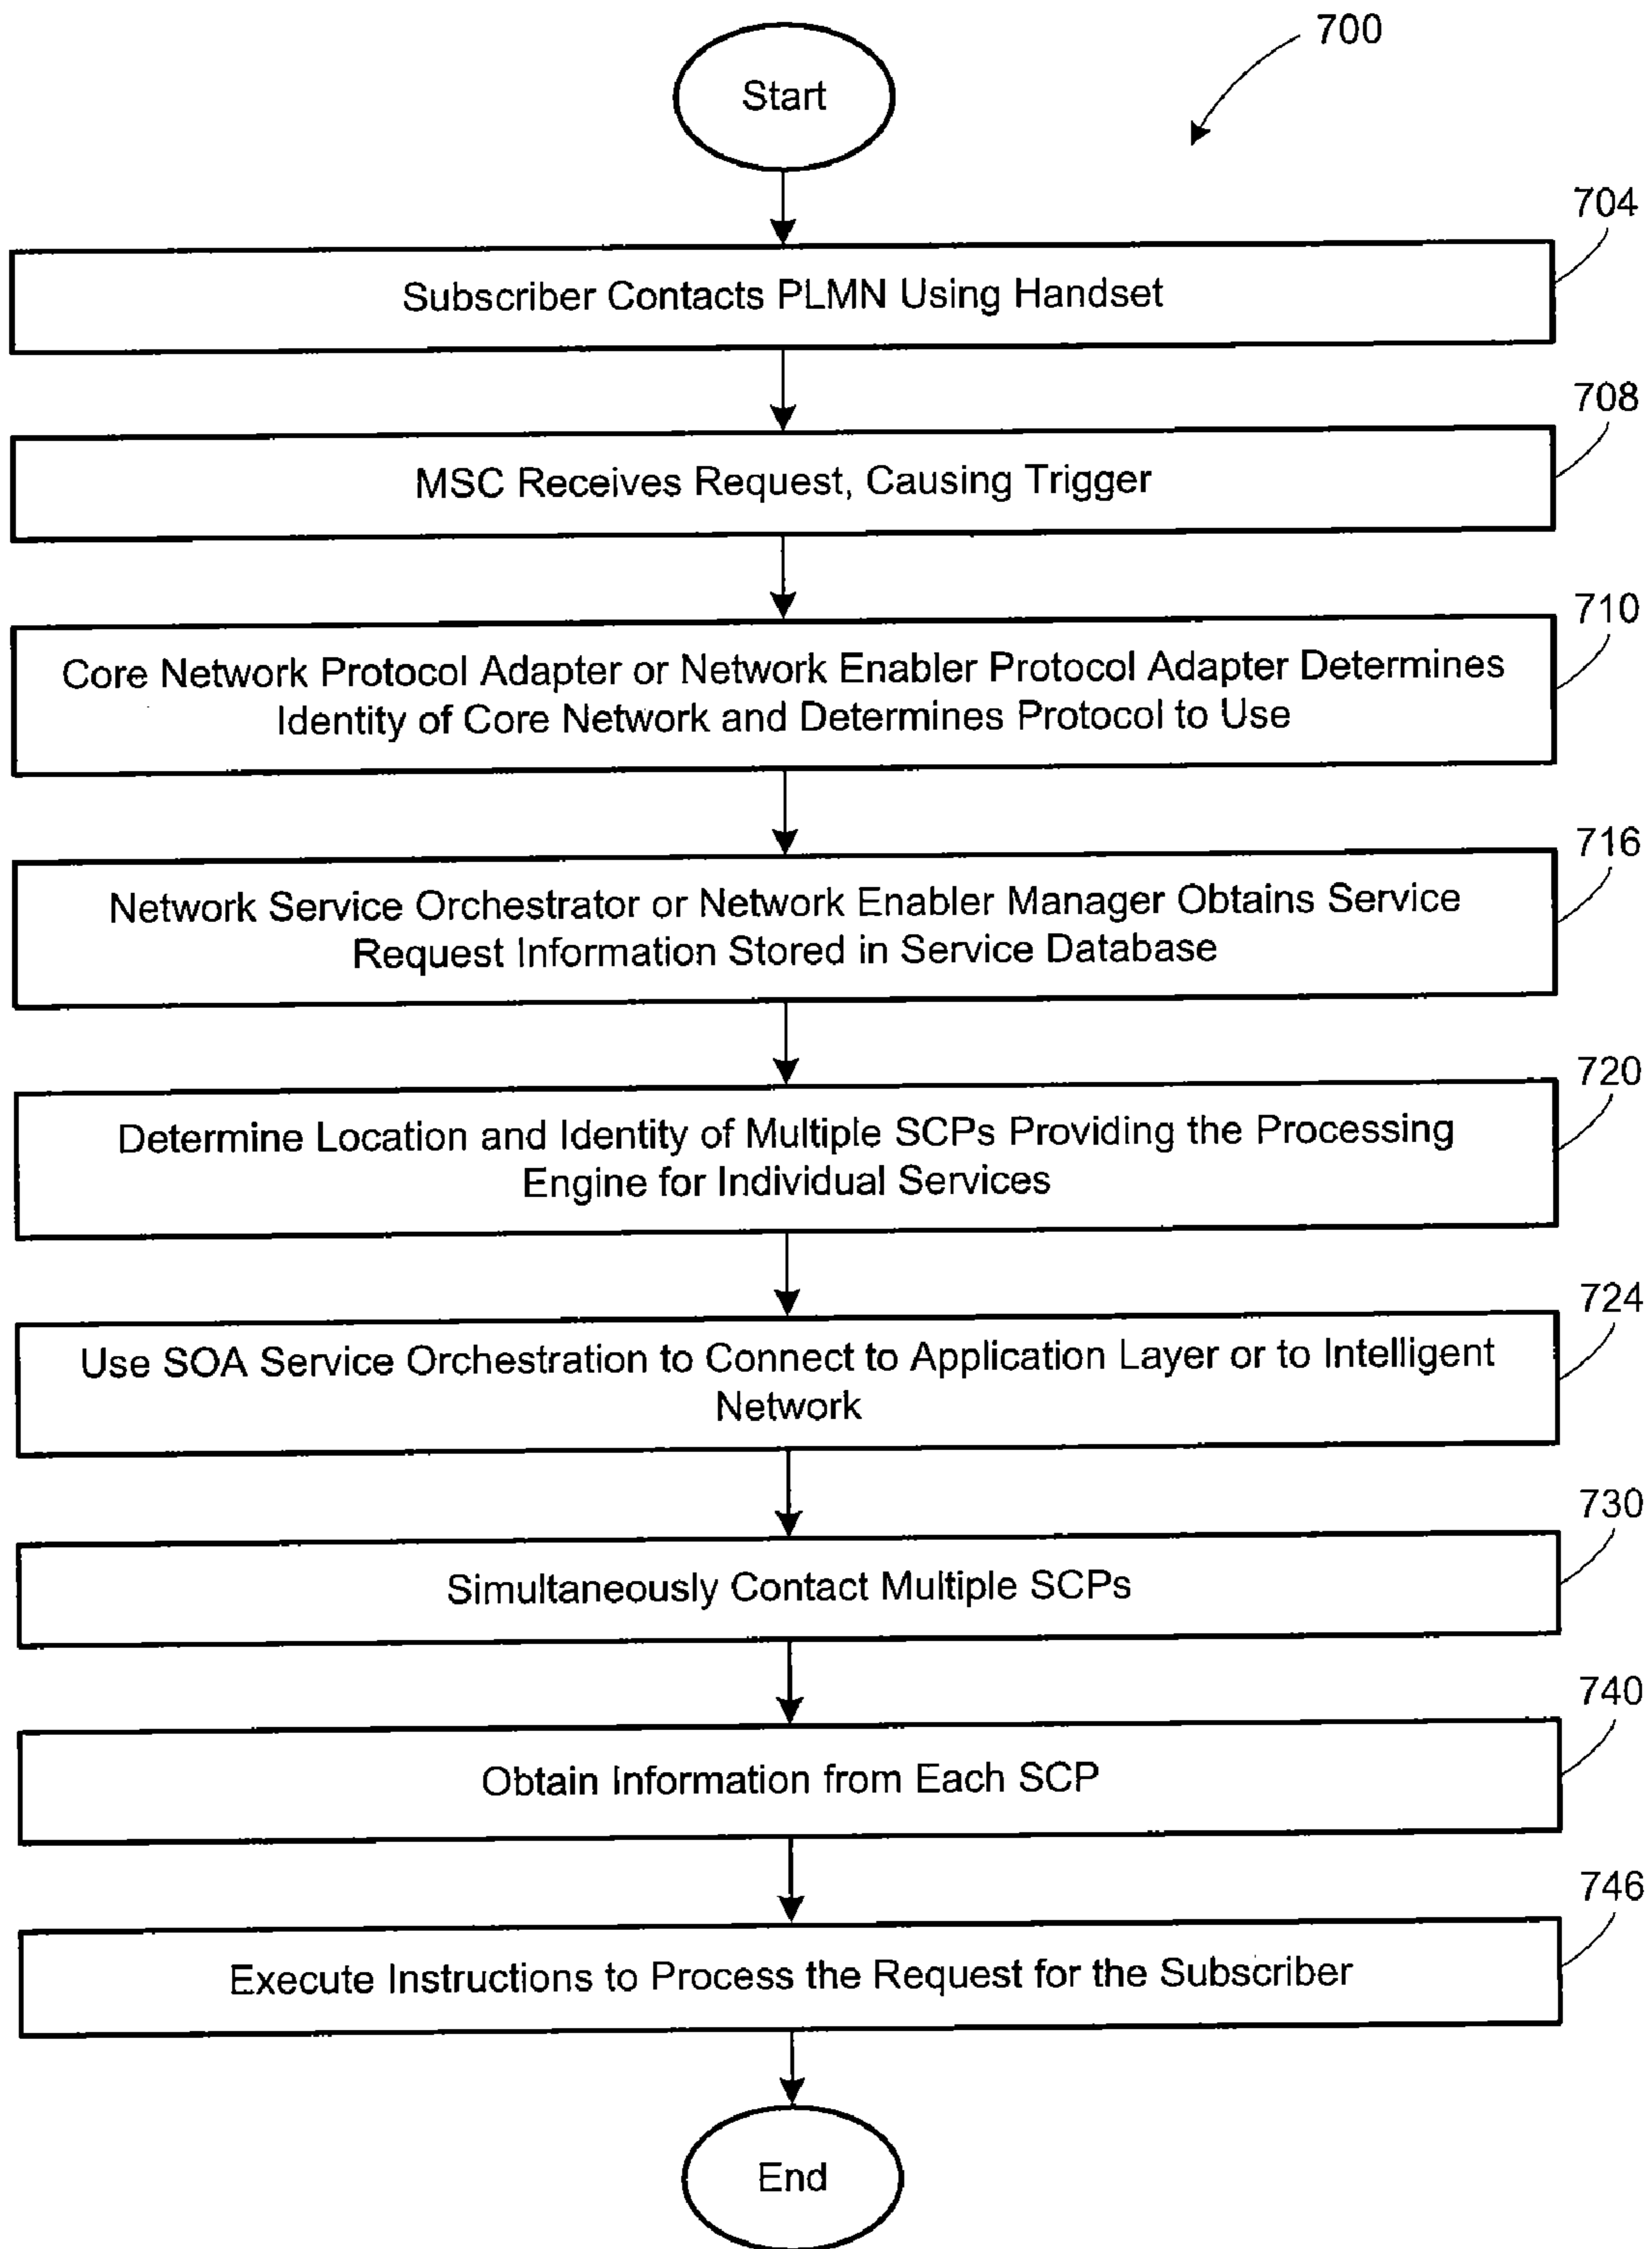 700
Start
704
Subscriber Contacts PLMN Using Handset
708
MSC Receives Request, Causing Trigger
710
Core Network Protocol Adapter or Network Enabler Protocol Adapter Determines
Identity of Core Network and Determines Protocol to Use
716
Network Service Orchestrator or Network Enabler Manager Obtains Service
Request Information Stored in Service Database
720
Determine Location and Identity of Multiple SCPs Providing the Processing
Engine for Individual Services
724
Use SOA Service Orchestration to Connect to Application Layer or to Intelligent
Network
730
Simultaneously Contact Multiple SCPs
740
Obtain Information from Each SCP
746
Execute Instructions to Process the Request for the Subscriber
End